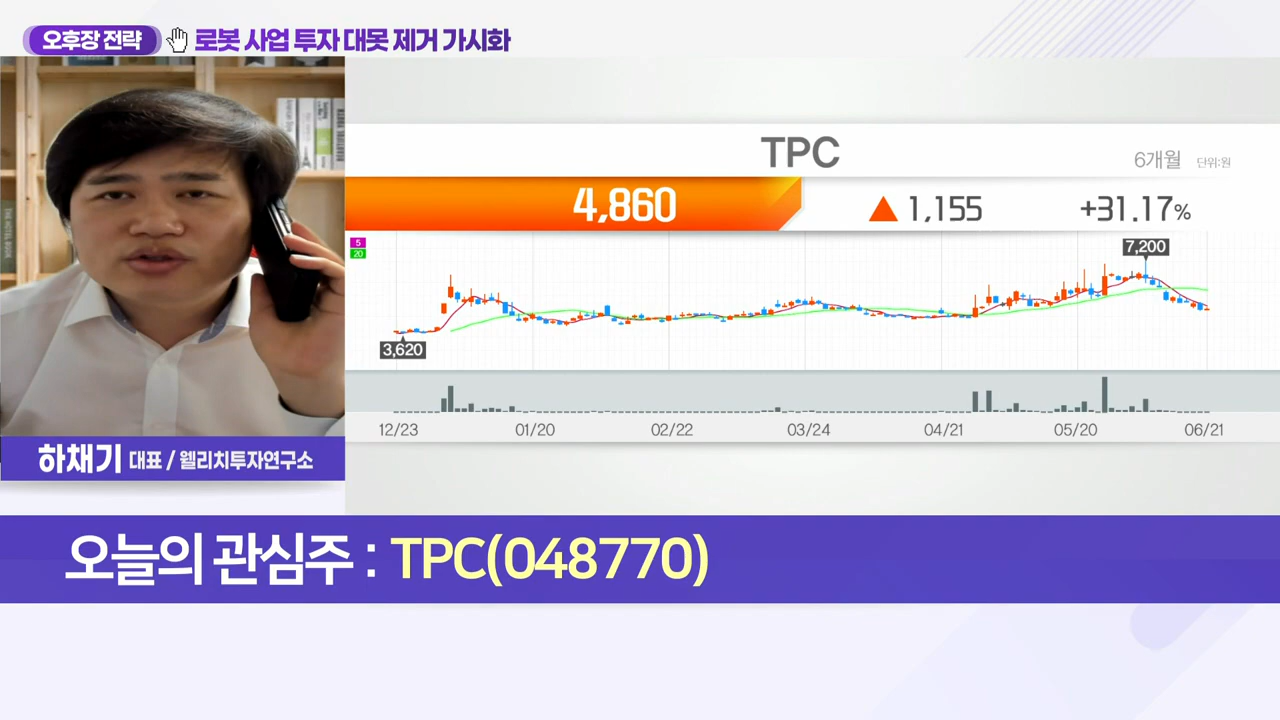 오후장 전략 로봇 사업 투자 대못 제거 가시화
TPC
6개월 단위:원
4,860 ▲ 1,155 +31.17%
5
20
7,200
3,620
12/23 01/20 02/22 03/24 04/21 05/20 06/21
하채기 대표 / 웰리치투자연구소
오늘의 관심주 : TPC(048770)